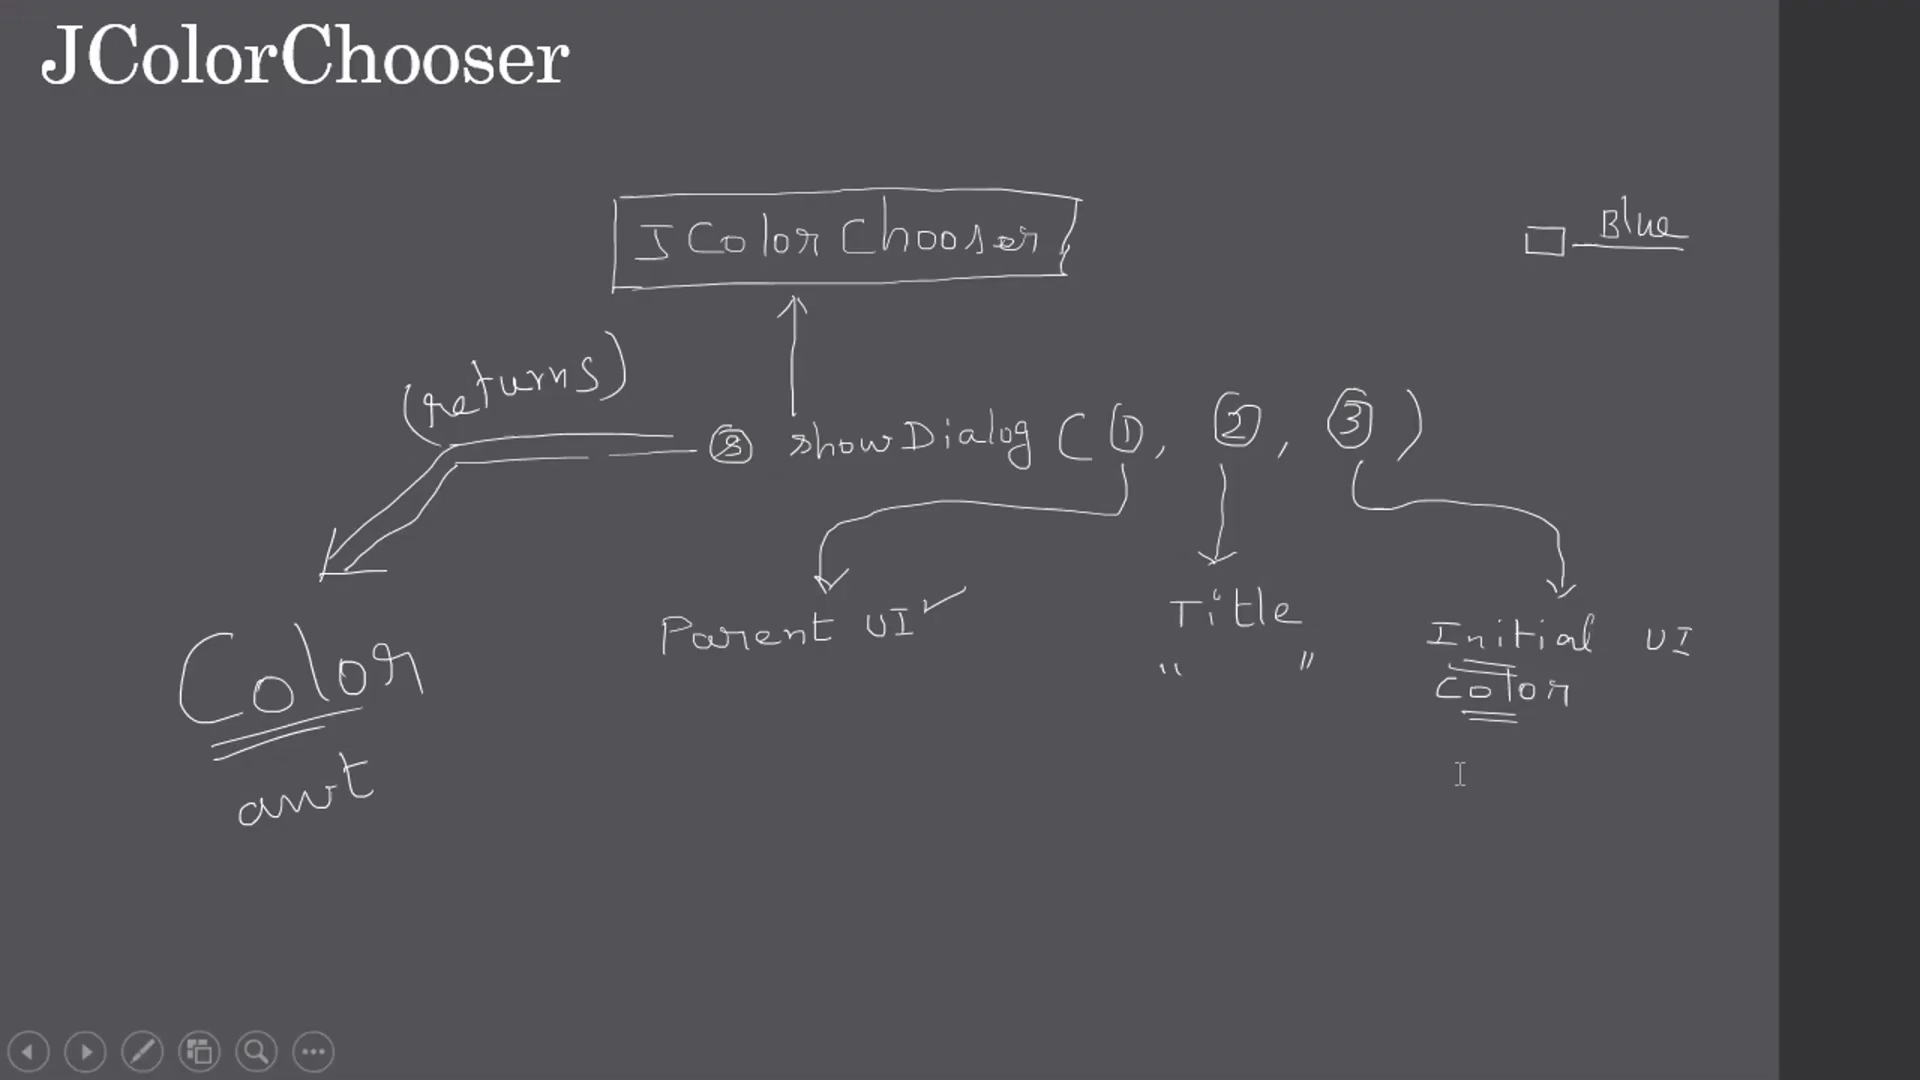 JColorChooser
JColorChooser
Blue
(returns)
S showDialog (1, 2, 3)
Parent UI
Title
" "
Initial UI
Color
Color
awt